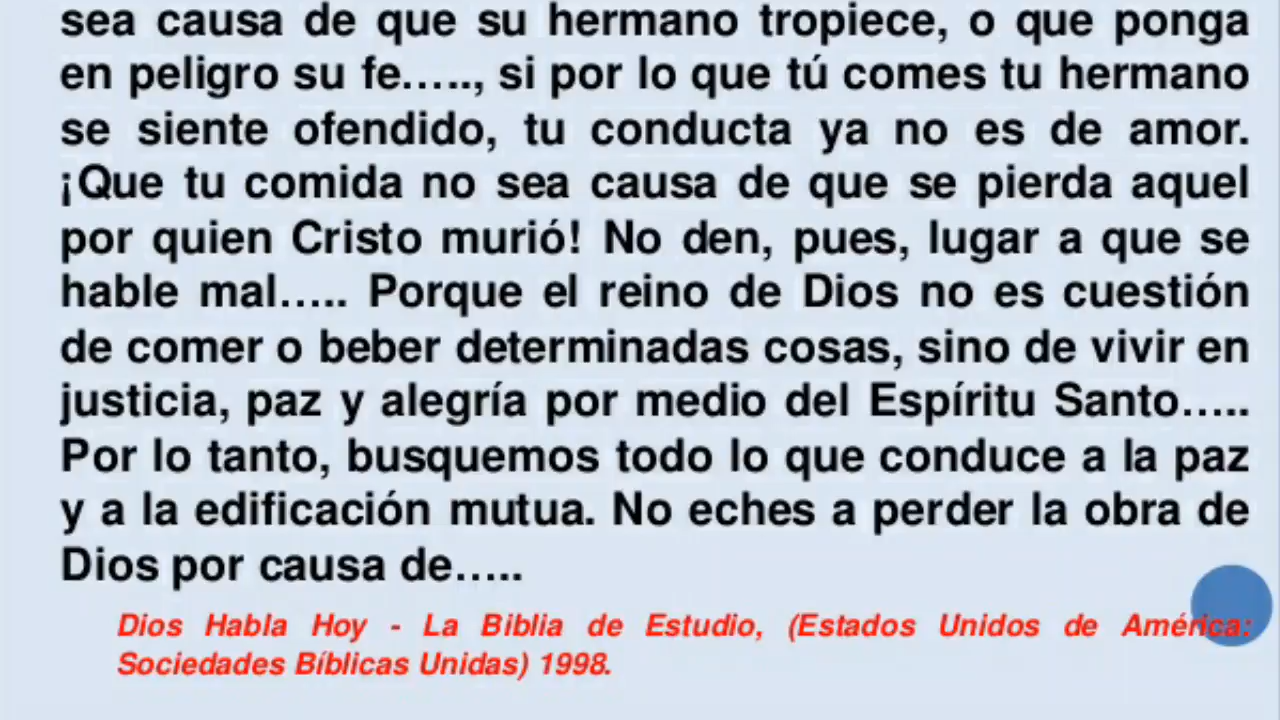 sea causa de que su hermano tropiece, o que ponga
en peligro su fe....., si por lo que tú comes tu hermano
se siente ofendido, tu conducta ya no es de amor.
¡Que tu comida no sea causa de que se pierda aquel
por quien Cristo murió! No den, pues, lugar a que se
hable mal..... Porque el reino de Dios no es cuestión
de comer o beber determinadas cosas, sino de vivir en
justicia, paz y alegría por medio del Espíritu Santo.....
Por lo tanto, busquemos todo lo que conduce a la paz
y a la edificación mutua. No eches a perder la obra de
Dios por causa de.....
Dios Habla Hoy - La Biblia de Estudio, (Estados Unidos de América:
Sociedades Bíblicas Unidas) 1998.